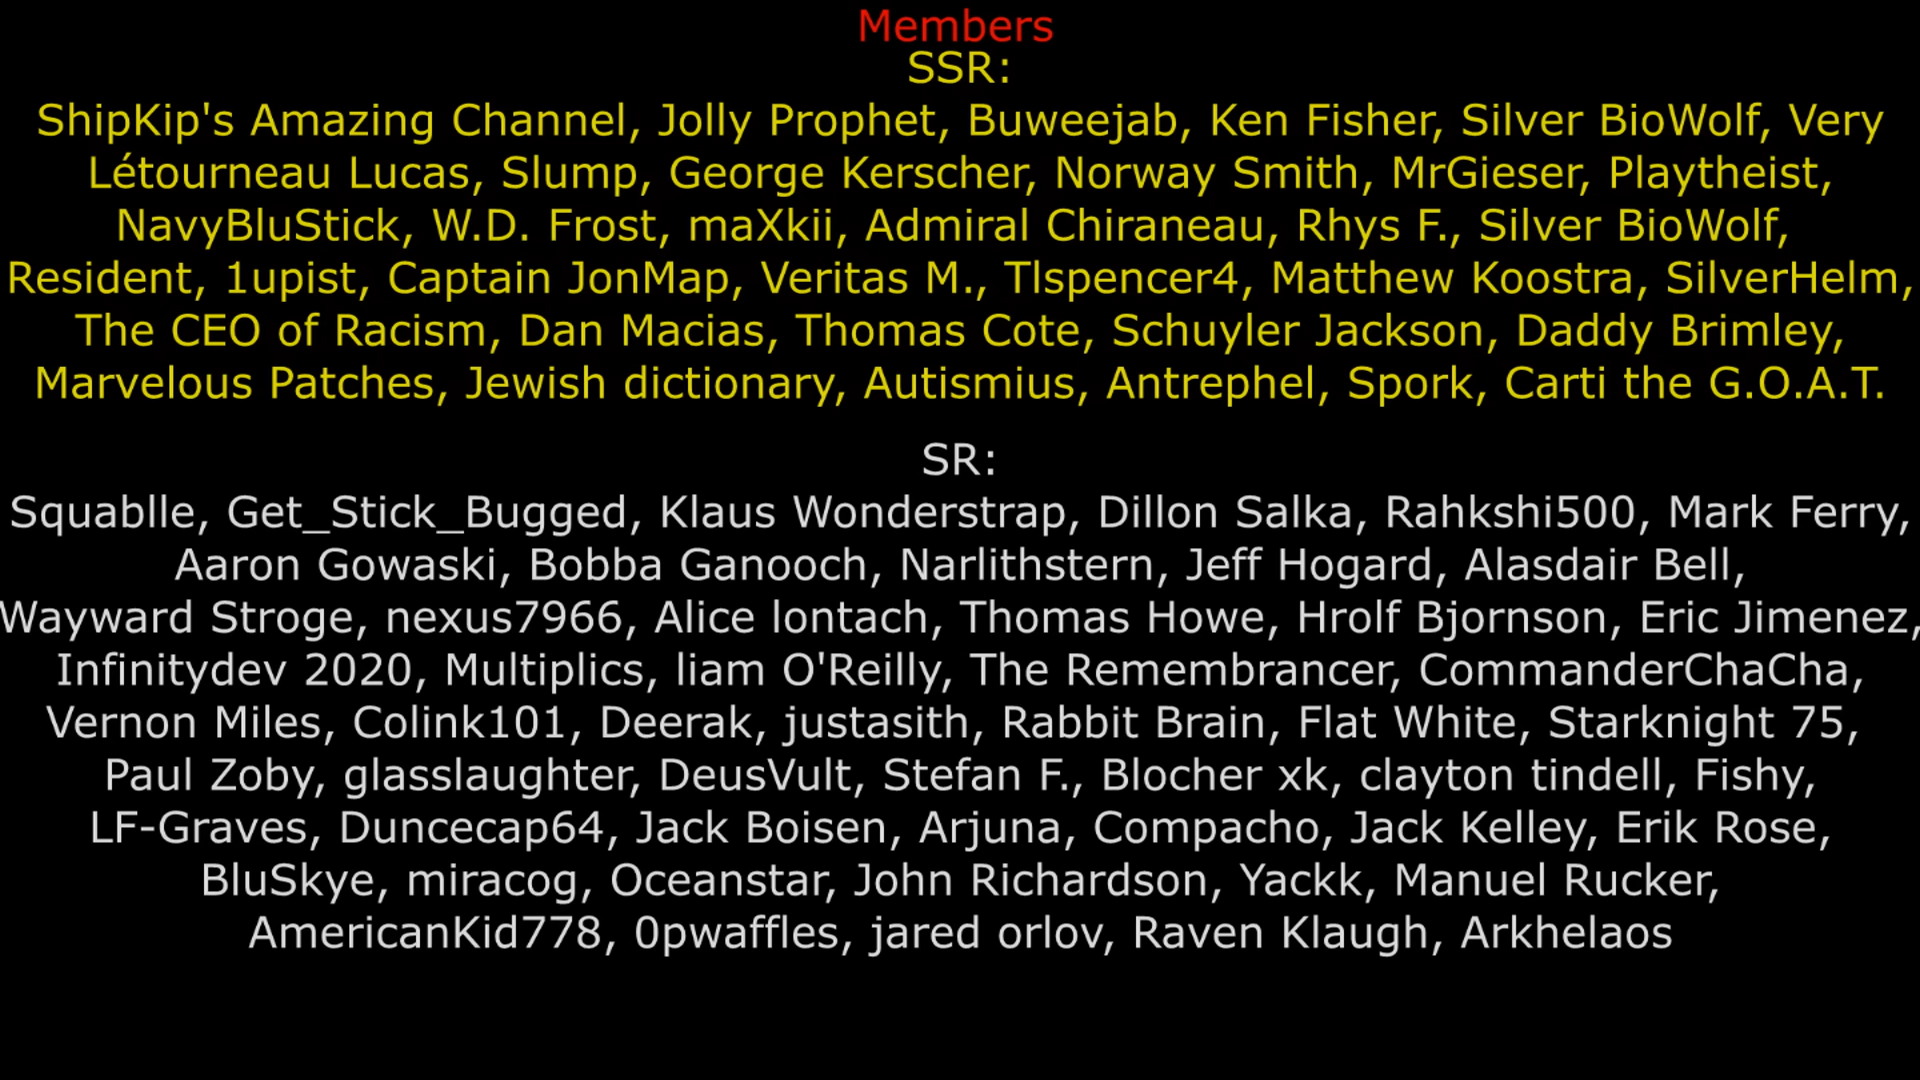 Members
SSR:
ShipKip's Amazing Channel, Jolly Prophet, Buweejab, Ken Fisher, Silver BioWolf, Very
Létourneau Lucas, Slump, George Kerscher, Norway Smith, MrGieser, Playtheist,
NavyBluStick, W.D. Frost, maXkii, Admiral Chiraneau, Rhys F., Silver BioWolf,
Resident, 1upist, Captain JonMap, Veritas M., Tlspencer4, Matthew Koostra, SilverHelm,
The CEO of Racism, Dan Macias, Thomas Cote, Schuyler Jackson, Daddy Brimley,
Marvelous Patches, Jewish dictionary, Autismius, Antrephel, Spork, Carti the G.O.A.T.
SR:
Squablle, Get_Stick_Bugged, Klaus Wonderstrap, Dillon Salka, Rahkshi500, Mark Ferry,
Aaron Gowaski, Bobba Ganooch, Narlithstern, Jeff Hogard, Alasdair Bell,
Wayward Stroge, nexus7966, Alice lontach, Thomas Howe, Hrolf Bjornson, Eric Jimenez,
Infinitydev 2020, Multiplics, liam O'Reilly, The Remembrancer, CommanderChaCha,
Vernon Miles, Colink101, Deerak, justasith, Rabbit Brain, Flat White, Starknight 75,
Paul Zoby, glasslaughter, DeusVult, Stefan F., Blocher xk, clayton tindell, Fishy,
LF-Graves, Duncecap64, Jack Boisen, Arjuna, Compacho, Jack Kelley, Erik Rose,
BluSkye, miracog, Oceanstar, John Richardson, Yackk, Manuel Rucker,
AmericanKid778, 0pwaffles, jared orlov, Raven Klaugh, Arkhelaos